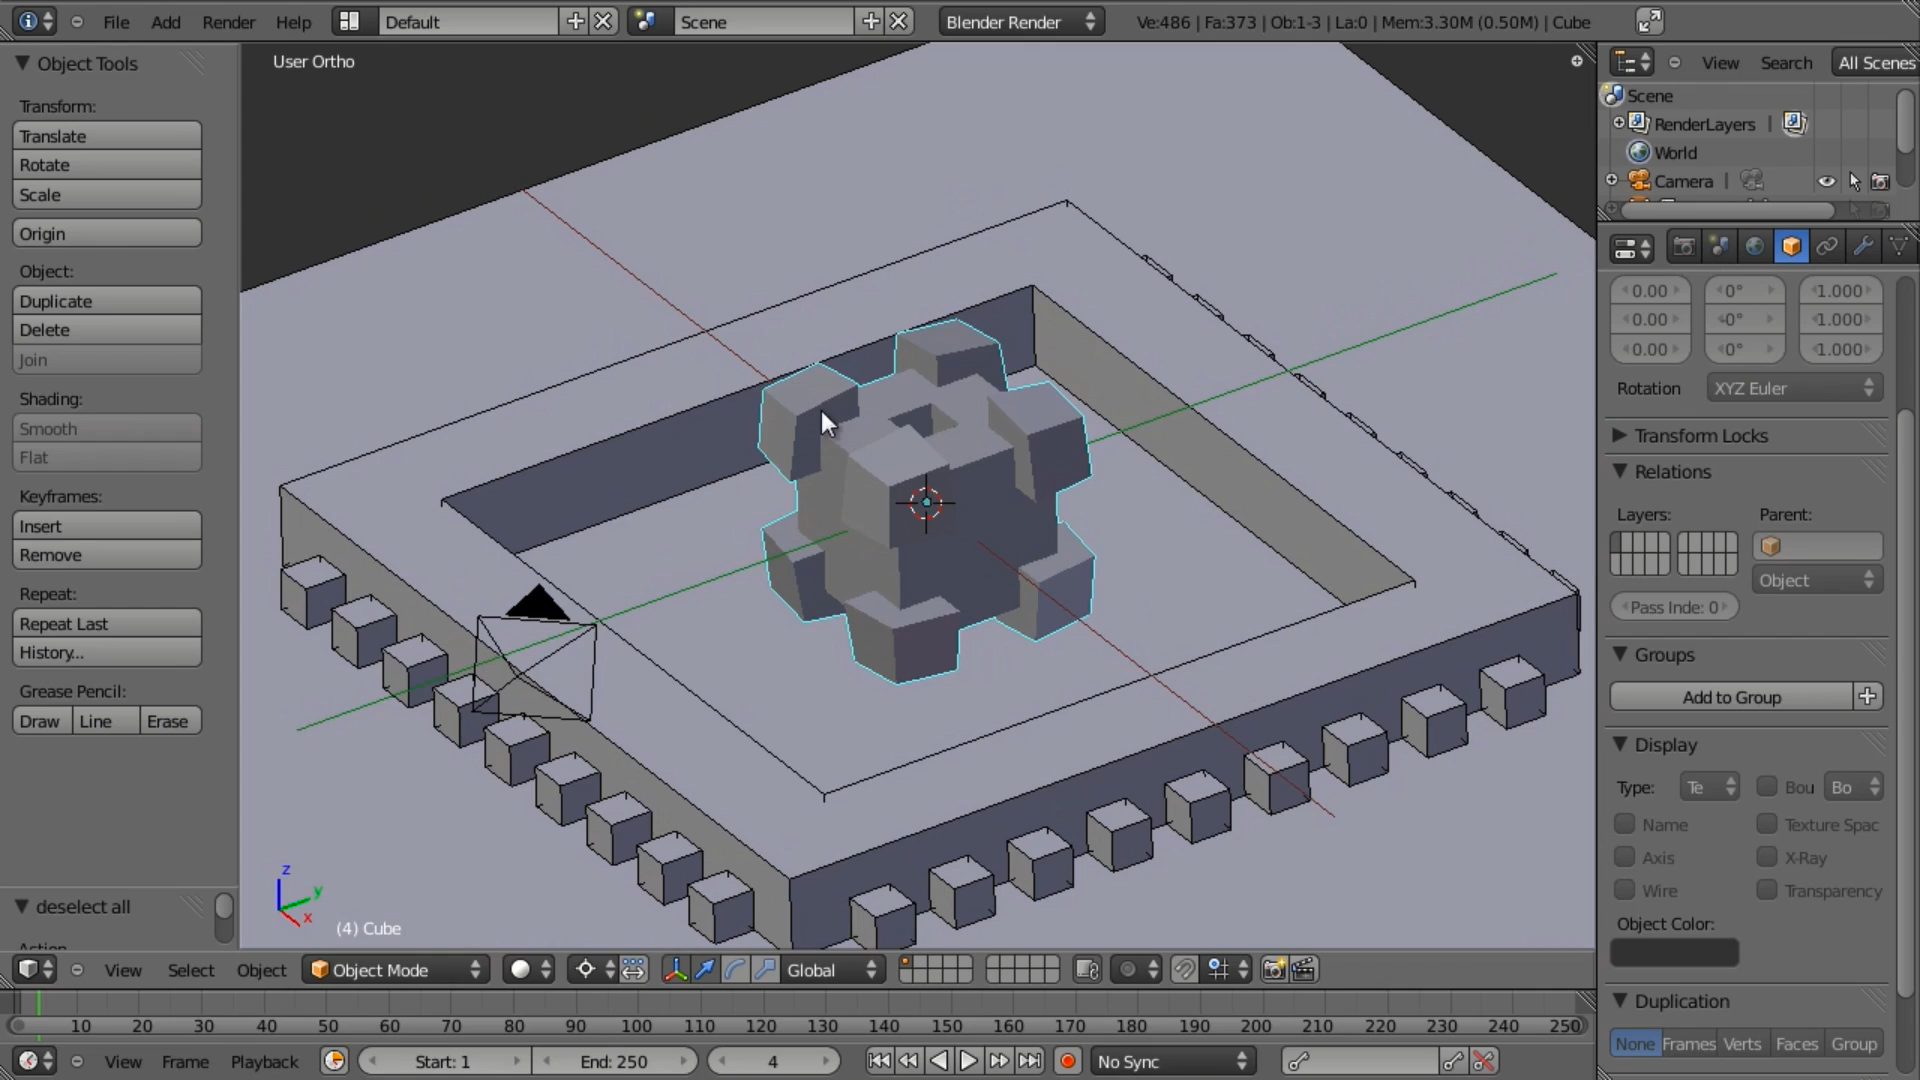 File Add Render Help Default Scene Blender Render Ve:486 | Fa:373 | Ob:1-3 | La:0 | Mem:3.30M (0.50M) | Cube
Object Tools
Transform:
Translate
Rotate
Scale
Origin
Object:
Duplicate
Delete
Join
Shading:
Smooth
Flat
Keyframes:
Insert
Remove
Repeat:
Repeat Last
History...
Grease Pencil:
Draw Line Erase
deselect all
User Ortho
z
y
x
(4) Cube
View Search All Scenes
Scene
RenderLayers |
World
Camera |
0.00 0° 1.000
0.00 0° 1.000
0.00 0° 1.000
Rotation XYZ Euler
Transform Locks
Relations
Layers: Parent:
Object
Pass Inde: 0
Groups
Add to Group
Display
Type: Te Bou Bo
Name Texture Spac
Axis X-Ray
Wire Transparency
Object Color:
Duplication
None Frames Verts Faces Group
View Select Object Object Mode Global
10 20 30 40 50 60 70 80 90 100 110 120 130 140 150 160 170 180 190 200 210 220 230 240 250
View Frame Playback Start: 1 End: 250 4 No Sync